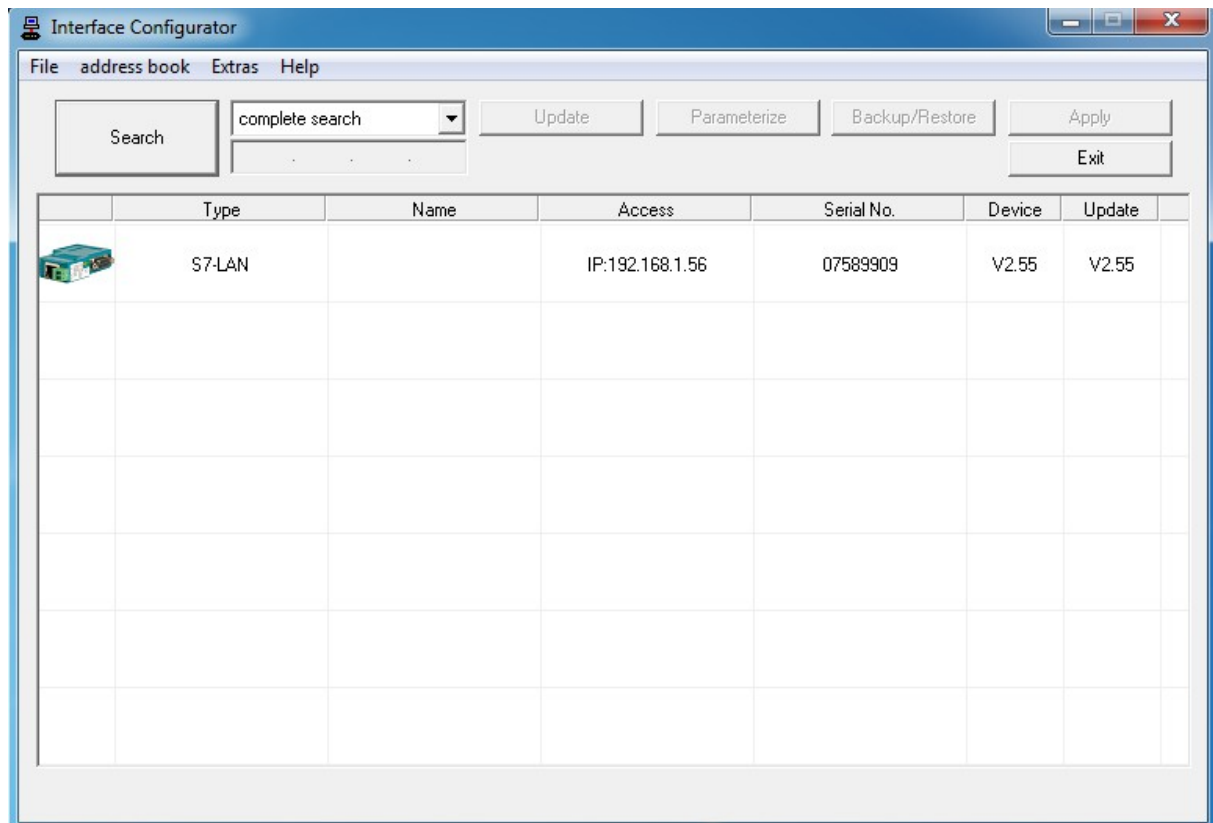 Interface Configurator
File address book Extras Help
Search
complete search
Update
Parameterize
Backup/Restore
Apply
. . .
Exit
Type Name Access Serial No. Device Update
S7-LAN IP:192.168.1.56 07589909 V2.55 V2.55